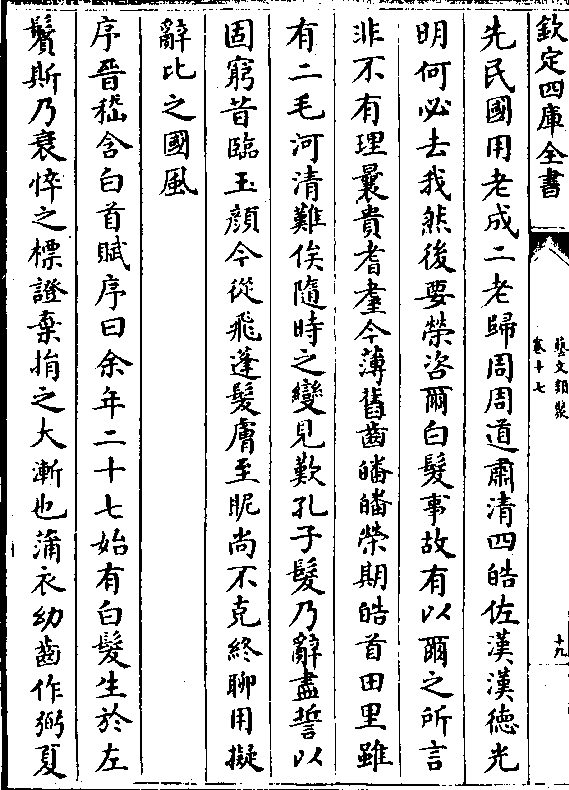 欽定四庫全書
藝文類聚
卷十七
十九
先民國用老成二老歸周周道肅清四皓佐漢漢德光
明何必去我然後要榮咨爾白髮事故有以爾之所言
非不有理曩貴耆耋今薄舊齒皤皤榮期皓首田里雖
有二毛河清難俟隨時之變見歎孔子髮乃辭盡誓以
固窮昔臨玉顔今從飛蓬髮膚至昵尚不克終聊用擬
辭比之國風
序晉嵇含白首賦序曰余年二十七始有白髮生於左
鬢斯乃衰悴之標證棄捐之大漸也蒲衣幼齒作弼夏